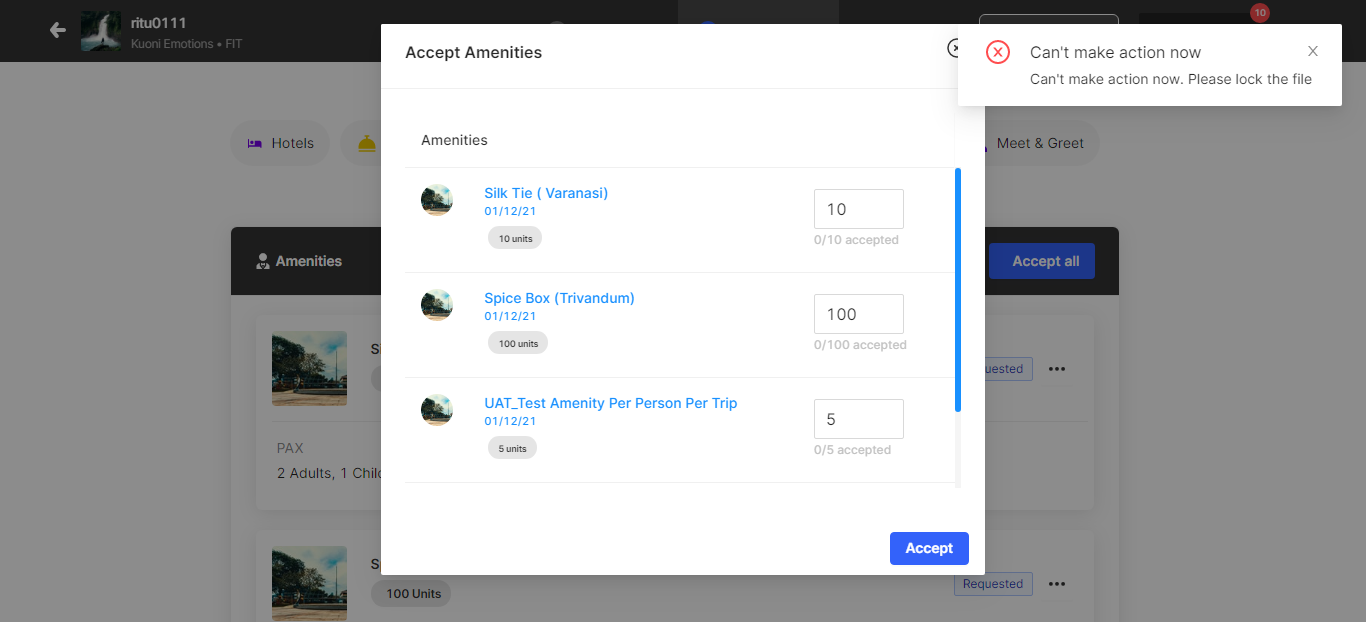 ritu0111
Kuoni Emotions • FIT
10
Accept Amenities
Can't make action now
Can't make action now. Please lock the file
Hotels
Meet & Greet
Amenities
Silk Tie ( Varanasi)
01/12/21
10 units
10
0/10 accepted
Spice Box (Trivandum)
01/12/21
100 units
100
0/100 accepted
UAT_Test Amenity Per Person Per Trip
01/12/21
5 units
5
0/5 accepted
Accept
Amenities
Accept all
PAX
2 Adults, 1
100 Units
Requested